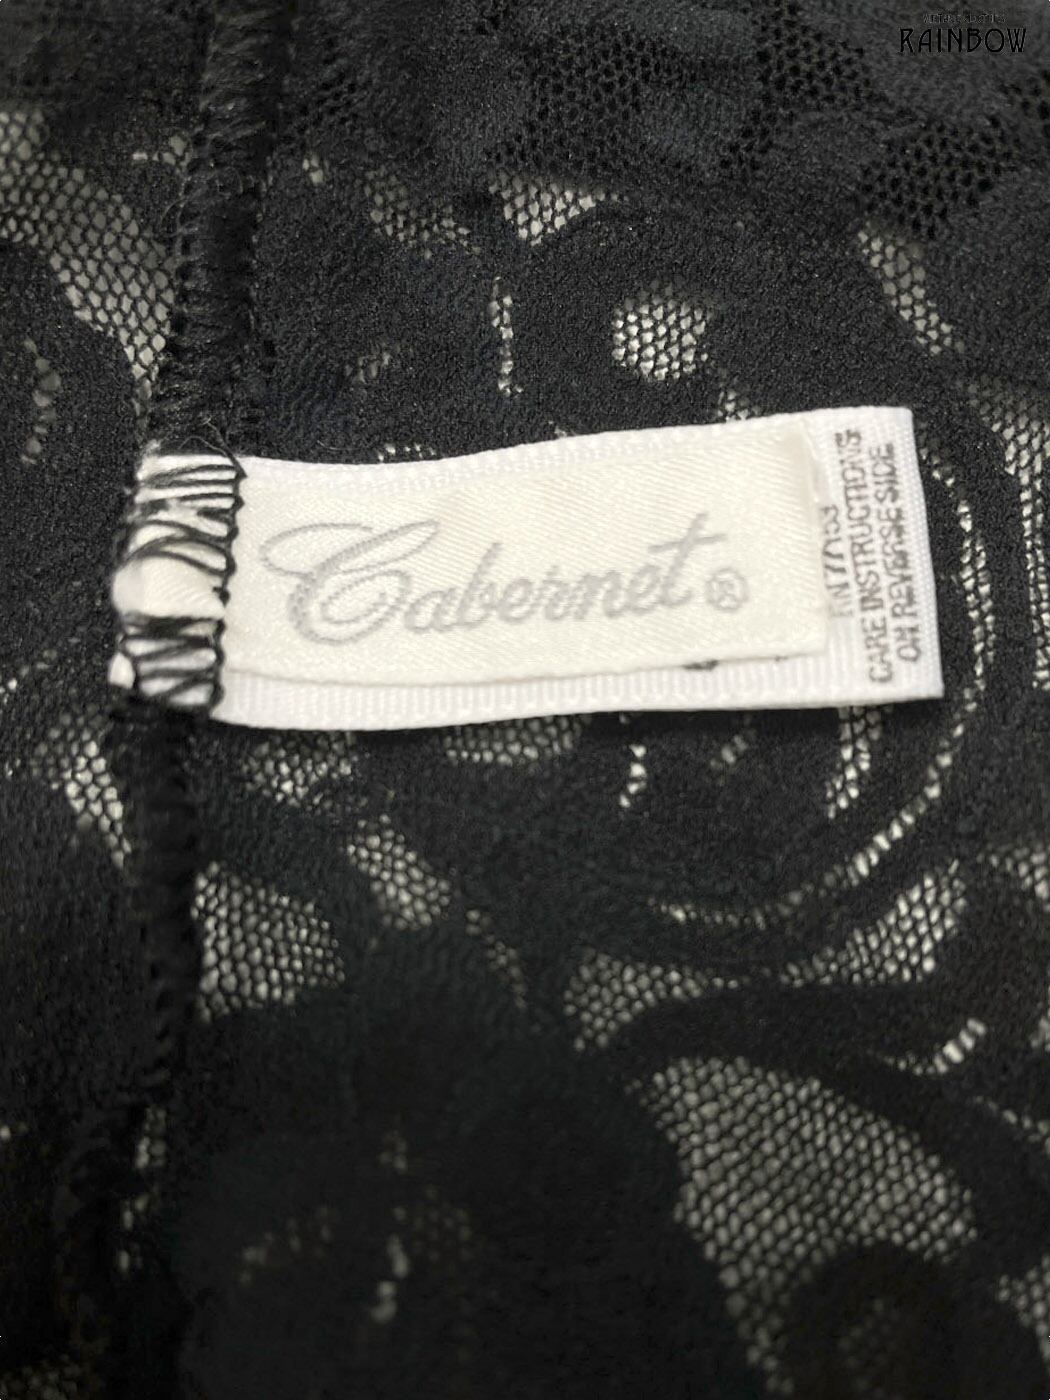 RAINBOW
Cabernet®
CARE INSTRUCTIONS
ON REVERSE SIDE